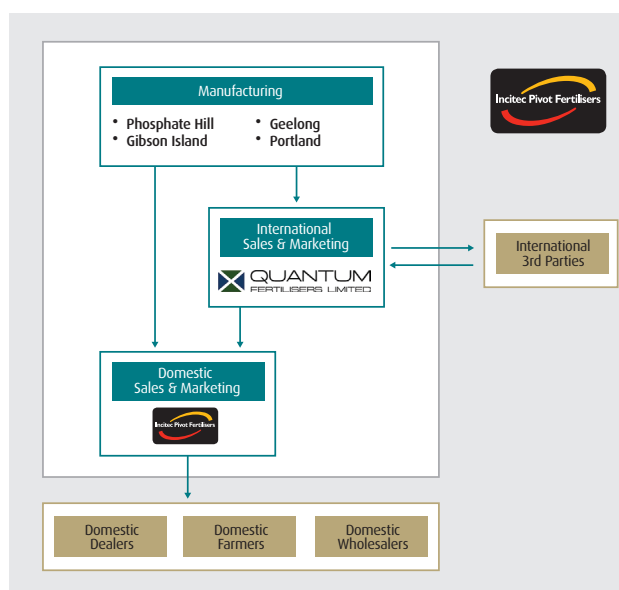 Manufacturing
• Phosphate Hill
• Gibson Island
• Geelong
• Portland
Incitec Pivot Fertilisers
International
Sales & Marketing
QUANTUM
FERTILISERS LIMITED
International
3rd Parties
Domestic
Sales & Marketing
Incitec Pivot Fertilisers
Domestic
Dealers
Domestic
Farmers
Domestic
Wholesalers